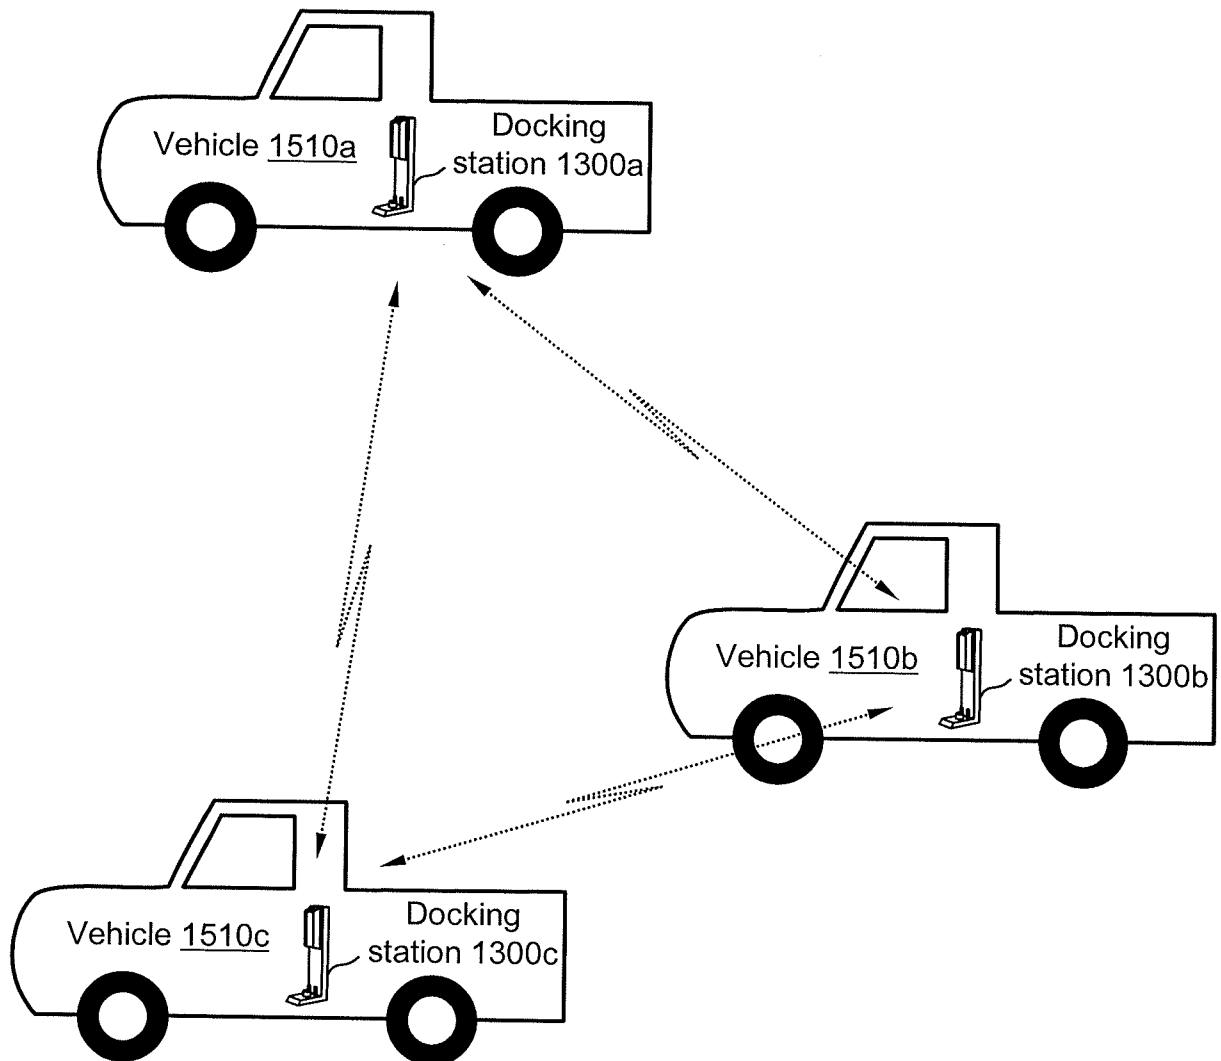 Vehicle 1510a
Docking
station 1300a
Vehicle 1510b
Docking
station 1300b
Vehicle 1510c
Docking
station 1300c